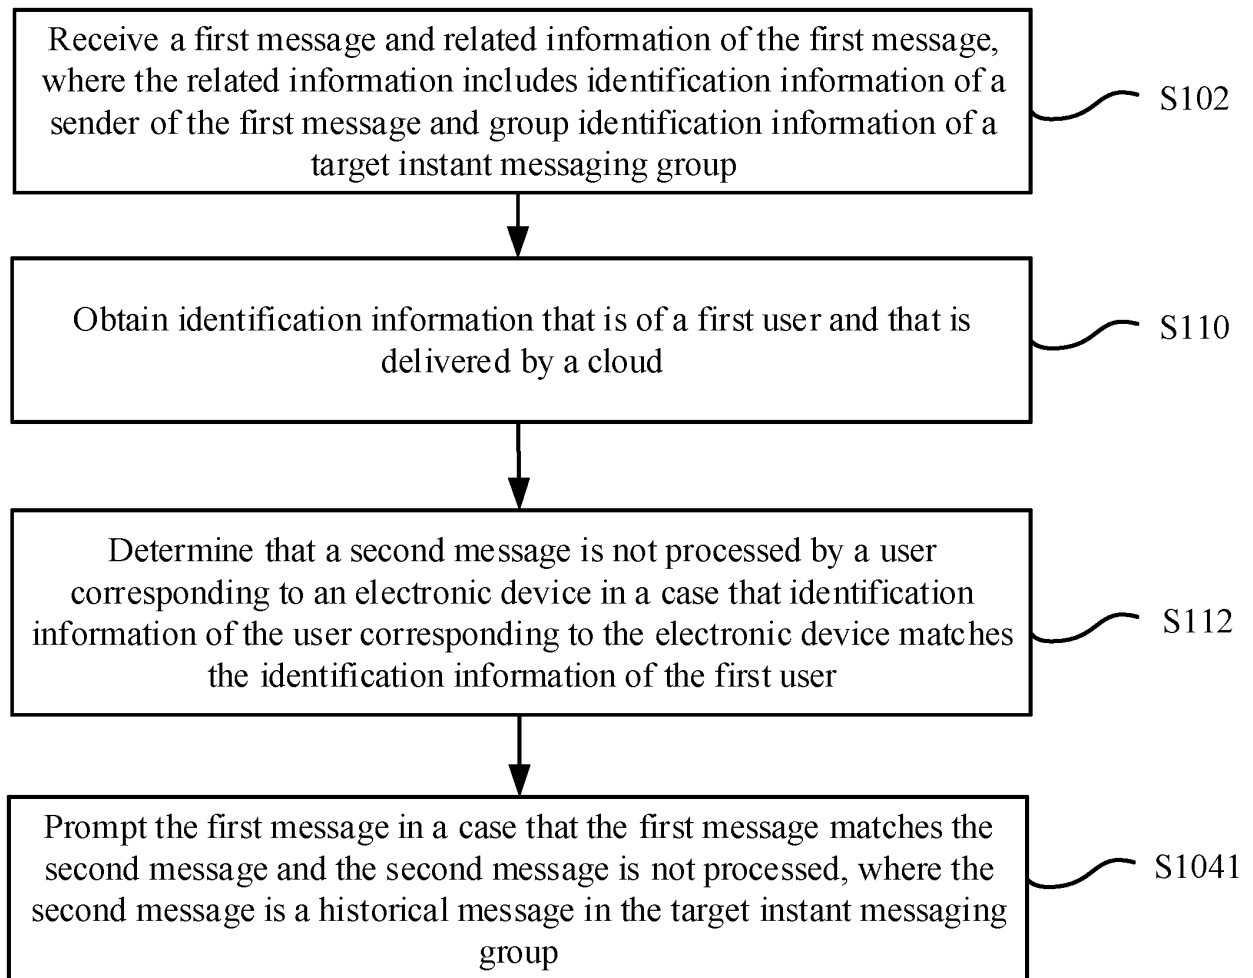 Receive a first message and related information of the first message,
where the related information includes identification information of a
sender of the first message and group identification information of a
target instant messaging group
S102
Obtain identification information that is of a first user and that is
delivered by a cloud
S110
Determine that a second message is not processed by a user
corresponding to an electronic device in a case that identification
information of the user corresponding to the electronic device matches
the identification information of the first user
S112
Prompt the first message in a case that the first message matches the
second message and the second message is not processed, where the
second message is a historical message in the target instant messaging
group
S1041